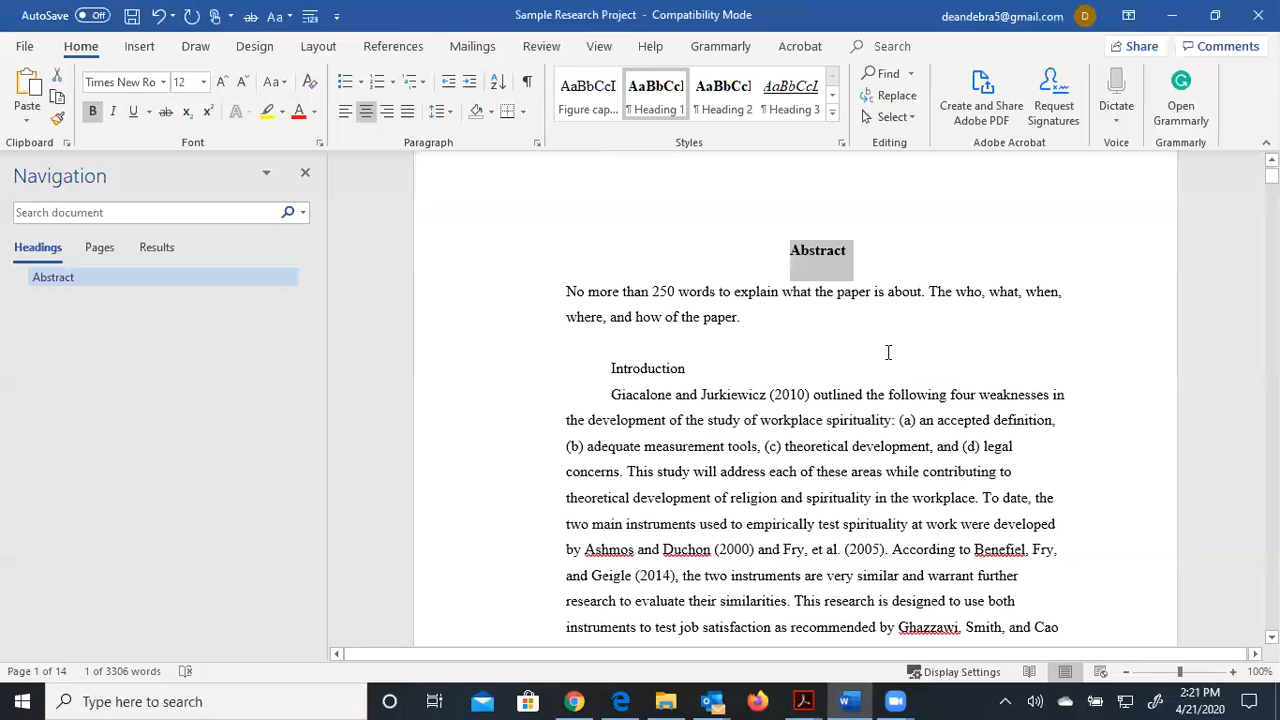 AutoSave Off
Sample Research Project - Compatibility Mode
deandebra5@gmail.com D
File Home Insert Draw Design Layout References Mailings Review View Help Grammarly Acrobat Search Share Comments
Paste
Clipboard
Times New Ro 12
Font
Paragraph
AaBbCcI AaBbCc AaBbCc AaBbCcI
Figure cap... ¶ Heading 1 ¶ Heading 2 ¶ Heading 3
Styles
Find
Replace
Select
Editing
Create and Share Adobe PDF
Request Signatures
Adobe Acrobat
Dictate
Voice
Open Grammarly
Grammarly
Navigation
Search document
Headings Pages Results
Abstract
Abstract
No more than 250 words to explain what the paper is about. The who, what, when,
where, and how of the paper.
Introduction
Giacalone and Jurkiewicz (2010) outlined the following four weaknesses in
the development of the study of workplace spirituality: (a) an accepted definition,
(b) adequate measurement tools, (c) theoretical development, and (d) legal
concerns. This study will address each of these areas while contributing to
theoretical development of religion and spirituality in the workplace. To date, the
two main instruments used to empirically test spirituality at work were developed
by Ashmos and Duchon (2000) and Fry, et al. (2005). According to Benefiel, Fry,
and Geigle (2014), the two instruments are very similar and warrant further
research to evaluate their similarities. This research is designed to use both
instruments to test job satisfaction as recommended by Ghazzawi, Smith, and Cao
Page 1 of 14 1 of 3306 words Display Settings 100%
Type here to search
2:21 PM
4/21/2020